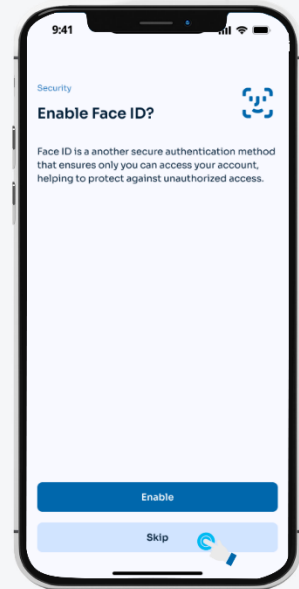 9:41
Security
Enable Face ID?
Face ID is a another secure authentication method
that ensures only you can access your account,
helping to protect against unauthorized access.
Enable
Skip